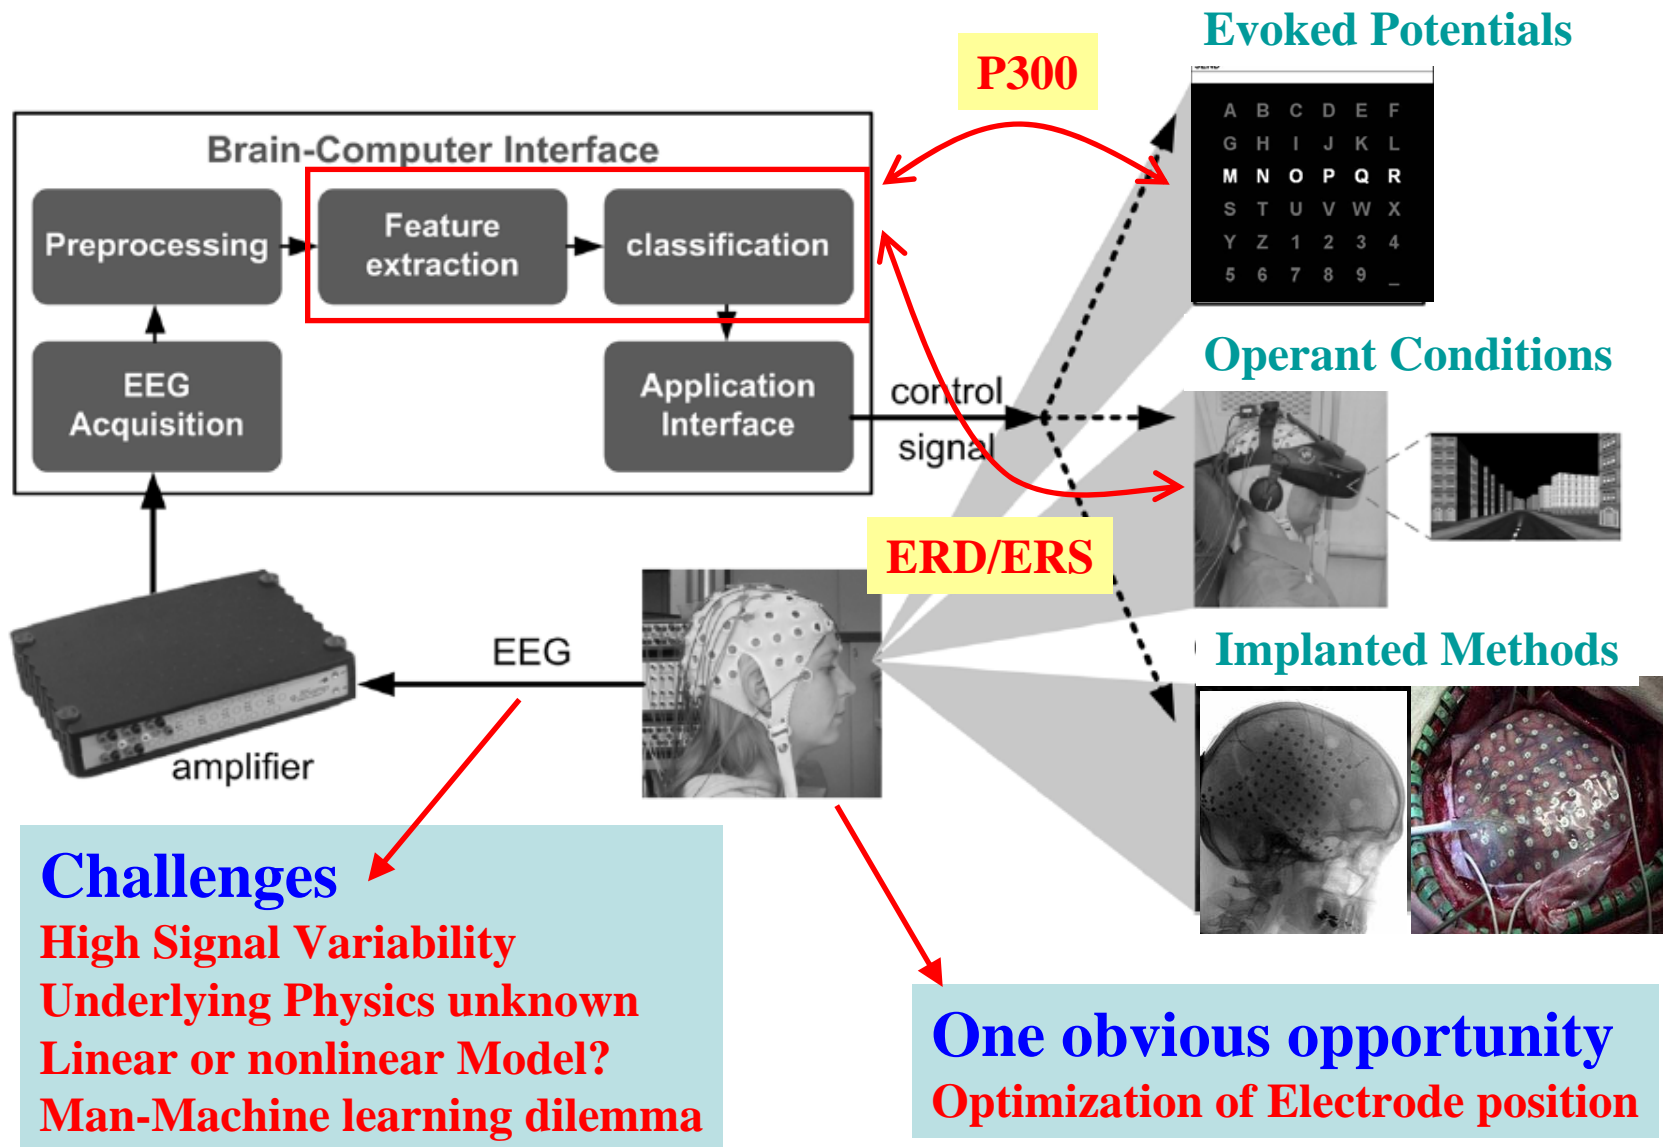 Evoked Potentials
P300
SEND
A B C D E F
G H I J K L
M N O P Q R
S T U V W X
Y Z 1 2 3 4
5 6 7 8 9 _
Brain-Computer Interface
Preprocessing
Feature
extraction
classification
EEG
Acquisition
Application
Interface
control
signal
Operant Conditions
ERD/ERS
EEG
amplifier
Implanted Methods
Challenges
High Signal Variability
Underlying Physics unknown
Linear or nonlinear Model?
Man-Machine learning dilemma
One obvious opportunity
Optimization of Electrode position